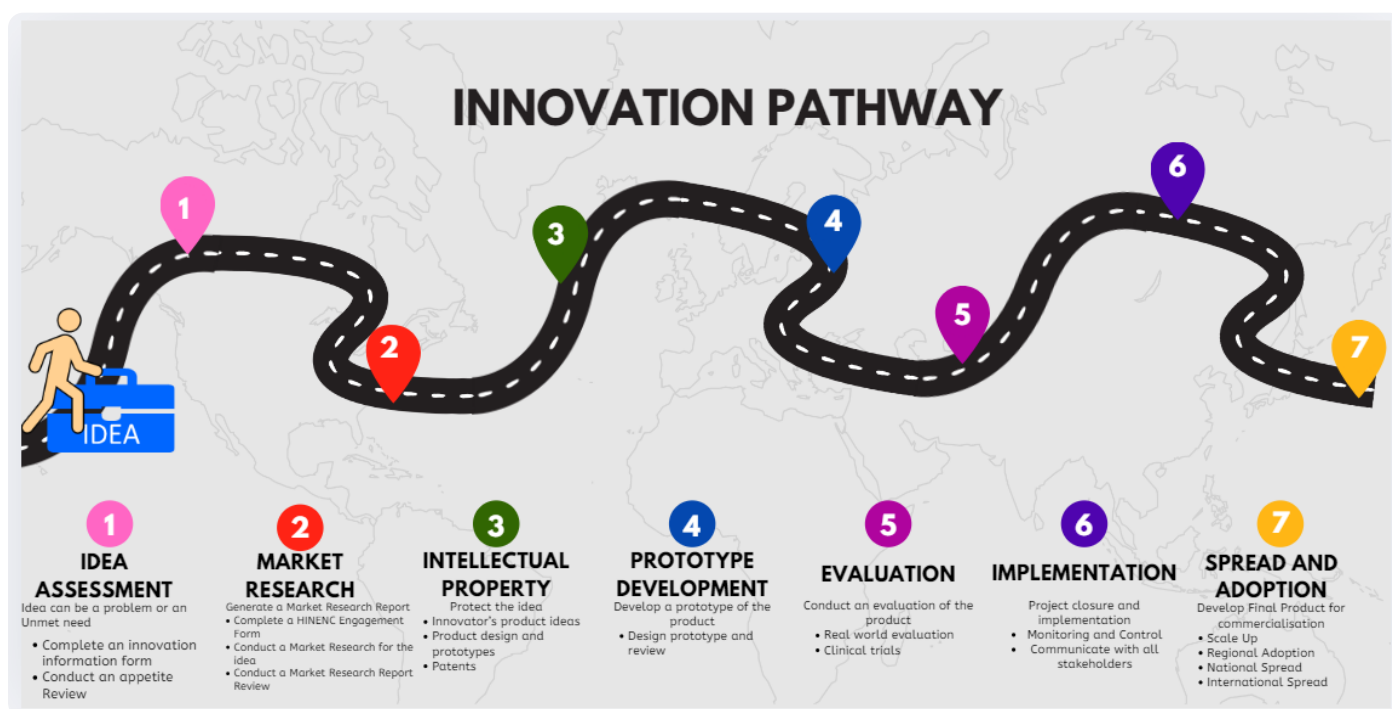 INNOVATION PATHWAY
1
2
3
4
5
6
7
IDEA
1
IDEA
ASSESSMENT
Idea can be a problem or an
Unmet need
• Complete an innovation
information form
• Conduct an appetite
Review
2
MARKET
RESEARCH
Generate a Market Research Report
• Complete a HINENC Engagement
Form
• Conduct a Market Research for the
idea
• Conduct a Market Research Report
Review
3
INTELLECTUAL
PROPERTY
Protect the idea
• Innovator's product ideas
• Product design and
prototypes
• Patents
4
PROTOTYPE
DEVELOPMENT
Develop a prototype of the
product
• Design prototype and
review
5
EVALUATION
Conduct an evaluation of the
product
• Real world evaluation
• Clinical trials
6
IMPLEMENTATION
Project closure and
implementation
• Monitoring and Control
• Communicate with all
stakeholders
7
SPREAD AND
ADOPTION
Develop Final Product for
commercialisation
• Scale Up
• Regional Adoption
• National Spread
• International Spread